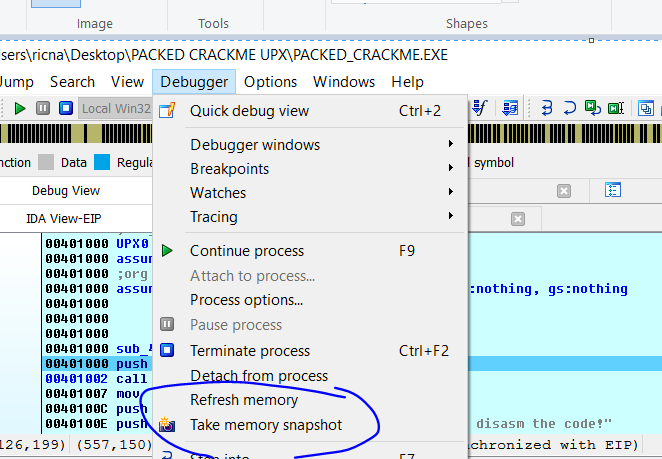 Image Tools Shapes
sers\ricna\Desktop\PACKED CRACKME UPX\PACKED_CRACKME.EXE
Jump Search View Debugger Options Windows Help
Local Win32
Quick debug view Ctrl+2
nction Data Regula
d symbol
Debugger windows
Breakpoints
Debug View
Watches
IDA View-EIP
Tracing
00401000 UPX0
00401000 assu
00401000 ;org
00401000 assu
:nothing, gs:nothing
00401000
00401000
00401000 sub_
00401000 push
00401002 call
00401007 mov
0040100C push
0040100E push
disasm the code!"
Continue process F9
Attach to process...
Process options...
Pause process
Terminate process Ctrl+F2
Detach from process
Refresh memory
Take memory snapshot
Step into F7
126,199) (557,150)
chronized with EIP)